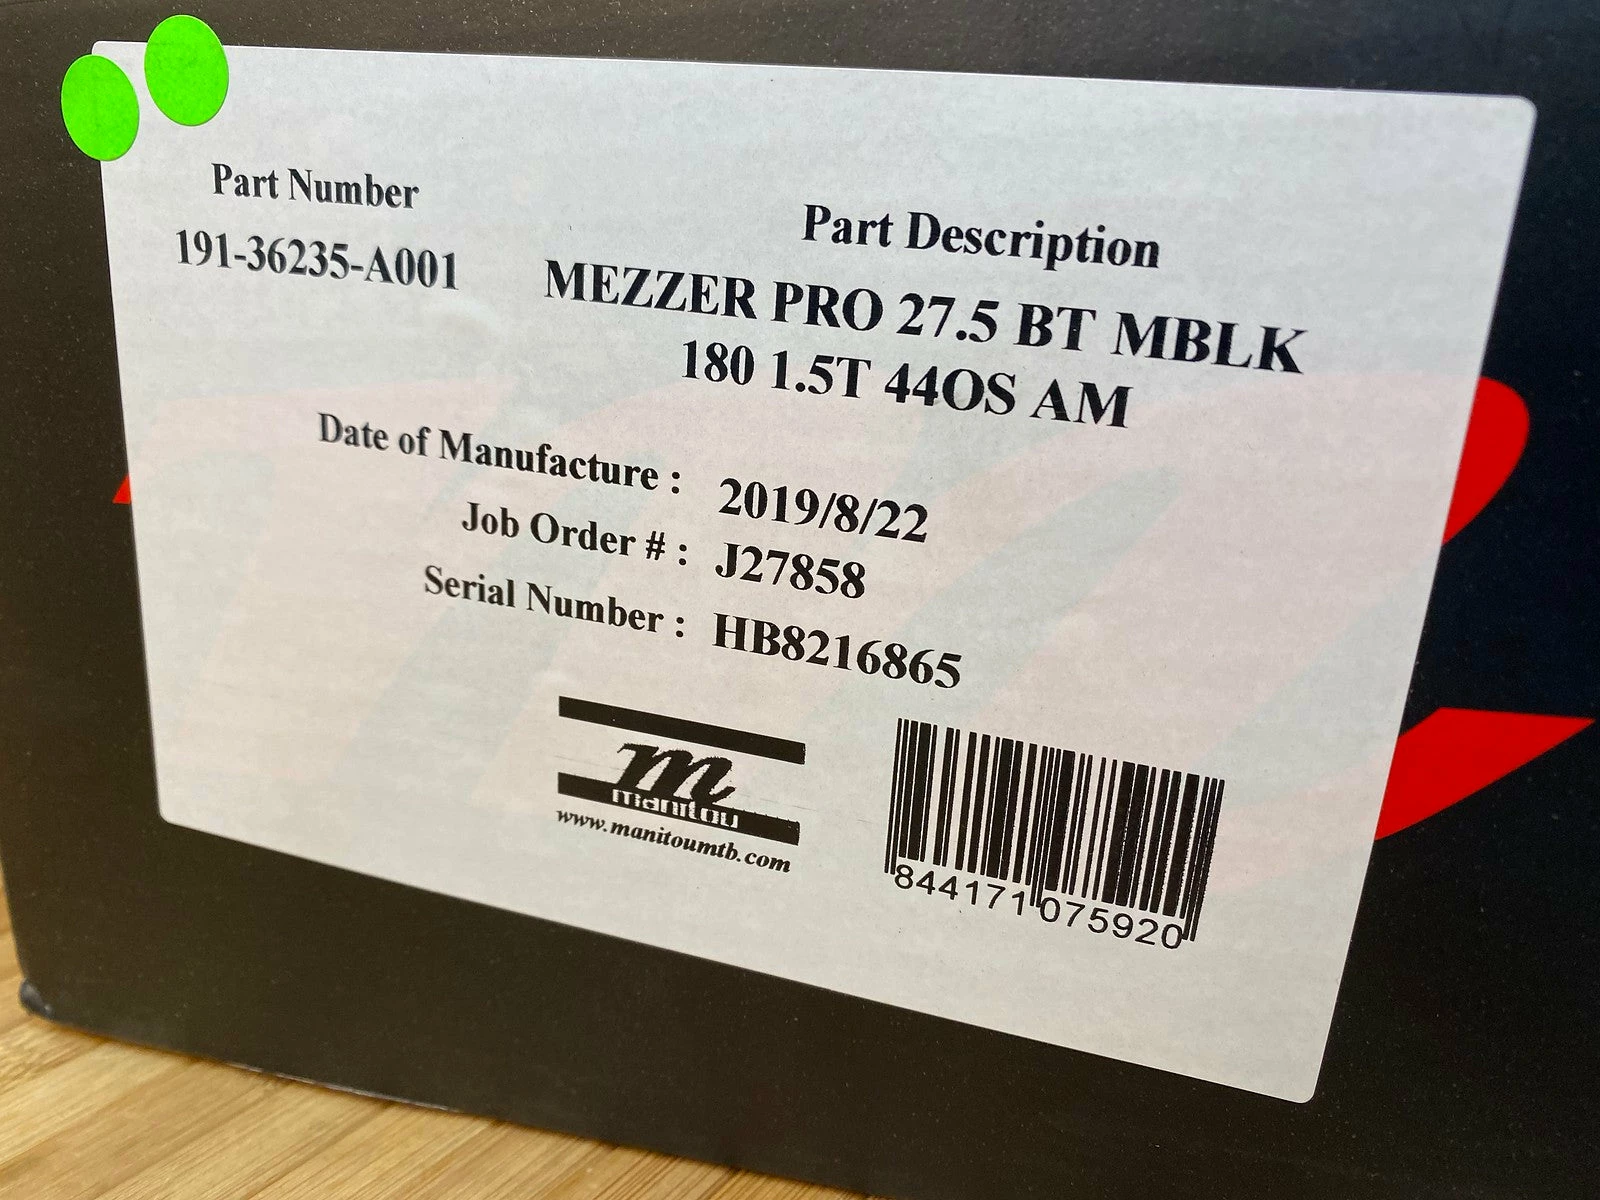 Part Number
191-36235-A001
Part Description
MEZZER PRO 27.5 BT MBLK
180 1.5T 44OS AM
Date of Manufacture : 2019/8/22
Job Order # : J27858
Serial Number : HB8216865
m
manitou
www.manitoumtb.com
844171075920